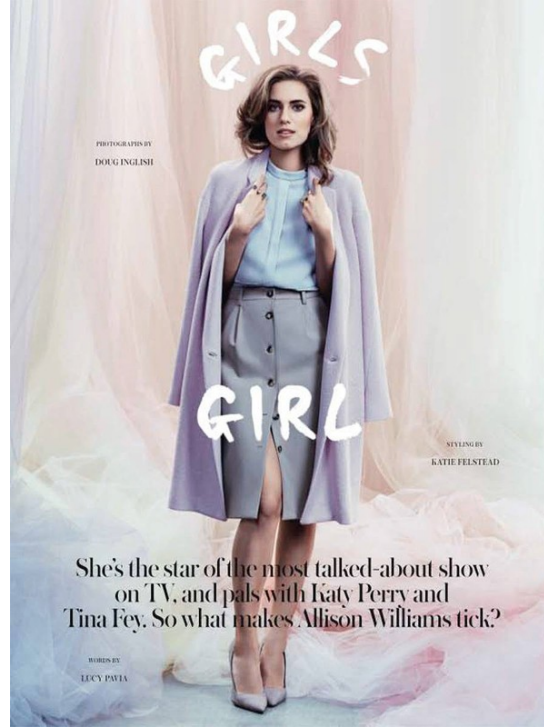 GIRLS
PHOTOGRAPHS BY
DOUG INGLISH
GIRL
STYLING BY
KATIE FELSTEAD
She's the star of the most talked-about show
on TV, and pals with Katy Perry and
Tina Fey. So what makes Allison Williams tick?
WORDS BY
LUCY PAVIA